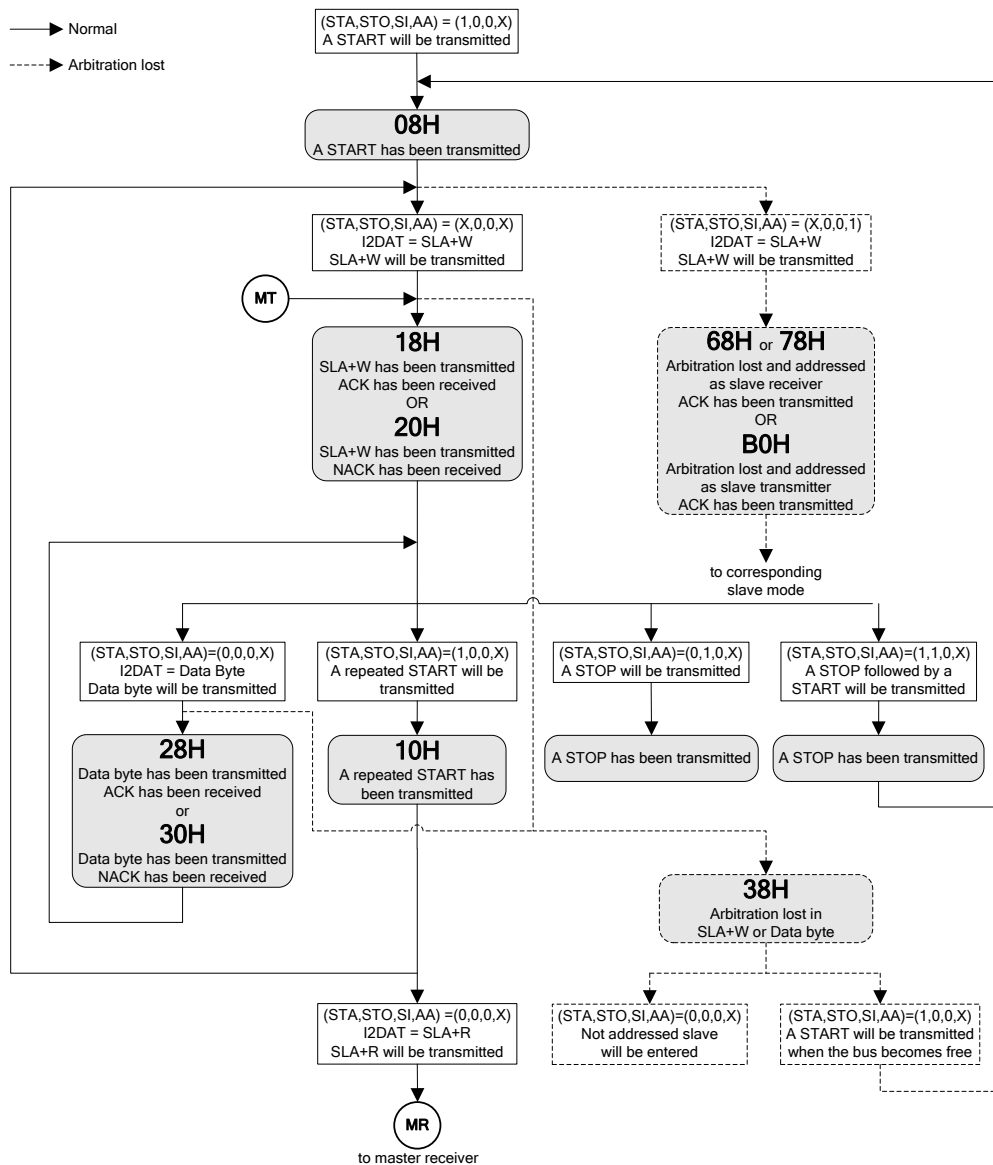 (STA,STO,SI,AA) = (1,0,0,X)
A START will be transmitted
Normal
Arbitration lost
08H
A START has been transmitted
(STA,STO,SI,AA) = (X,0,0,X)
I2DAT = SLA+W
SLA+W will be transmitted
(STA,STO,SI,AA) = (X,0,0,1)
I2DAT = SLA+W
SLA+W will be transmitted
MT
18H
SLA+W has been transmitted
ACK has been received
OR
20H
SLA+W has been transmitted
NACK has been received
68H or 78H
Arbitration lost and addressed
as slave receiver
ACK has been transmitted
OR
B0H
Arbitration lost and addressed
as slave transmitter
ACK has been transmitted
to corresponding
slave mode
(STA,STO,SI,AA)=(0,0,0,X)
I2DAT = Data Byte
Data byte will be transmitted
(STA,STO,SI,AA)=(1,0,0,X)
A repeated START will be
transmitted
(STA,STO,SI,AA)=(0,1,0,X)
A STOP will be transmitted
(STA,STO,SI,AA)=(1,1,0,X)
A STOP followed by a
START will be transmitted
28H
Data byte has been transmitted
ACK has been received
or
30H
Data byte has been transmitted
NACK has been received
10H
A repeated START has
been transmitted
A STOP has been transmitted
A STOP has been transmitted
38H
Arbitration lost in
SLA+W or Data byte
(STA,STO,SI,AA) =(0,0,0,X)
I2DAT = SLA+R
SLA+R will be transmitted
(STA,STO,SI,AA)=(0,0,0,X)
Not addressed slave
will be entered
(STA,STO,SI,AA)=(1,0,0,X)
A START will be transmitted
when the bus becomes free
MR
to master receiver